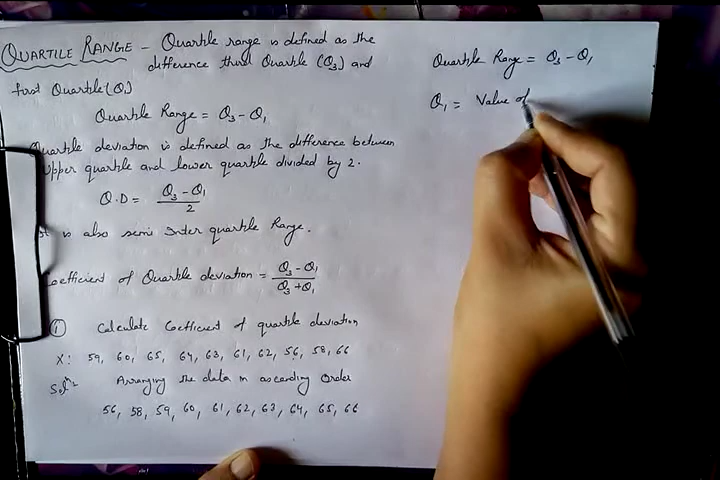 QUARTILE RANGE - Quartile range is defined as the
difference third Quartile (Q3) and
first Quartile (Q1)
Quartile Range = Q3 - Q1
Quartile deviation is defined as the difference between
Upper quartile and lower quartile divided by 2.
Q.D = Q3 - Q1 / 2
It is also semi Inter quartile Range.
Coefficient of Quartile deviation = Q3 - Q1 / Q3 + Q1
① Calculate Coefficient of quartile deviation
X: 59, 60, 65, 64, 63, 61, 62, 56, 58, 66
Soln Arranging the data in ascending Order
56, 58, 59, 60, 61, 62, 63, 64, 65, 66
Quartile Range = Q3 - Q1
Q1 = Value of